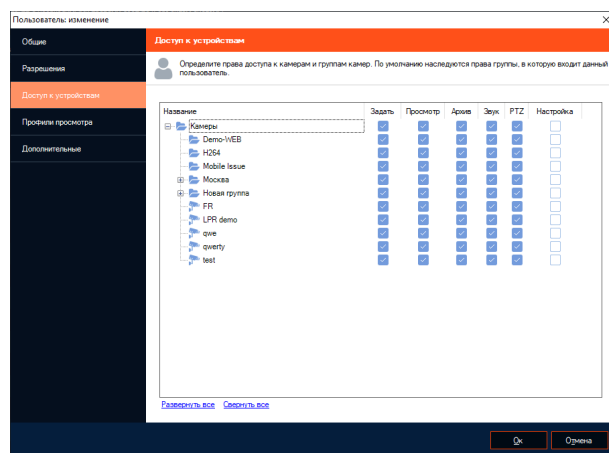 Пользователь: изменение
Общие
Разрешения
Доступ к устройствам
Профили просмотра
Дополнительные
Доступ к устройствам
Определите права доступа к камерам и группам камер. По умолчанию наследуются права группы, в которую входит данный
пользователь.
Название Задать Просмотр Архив Звук PTZ Настройка
Камеры
Demo-WEB
H264
Mobile Issue
Москва
Новая группа
FR
LPR demo
qwe
qwerty
test
Развернуть все Свернуть все
Ок Отмена